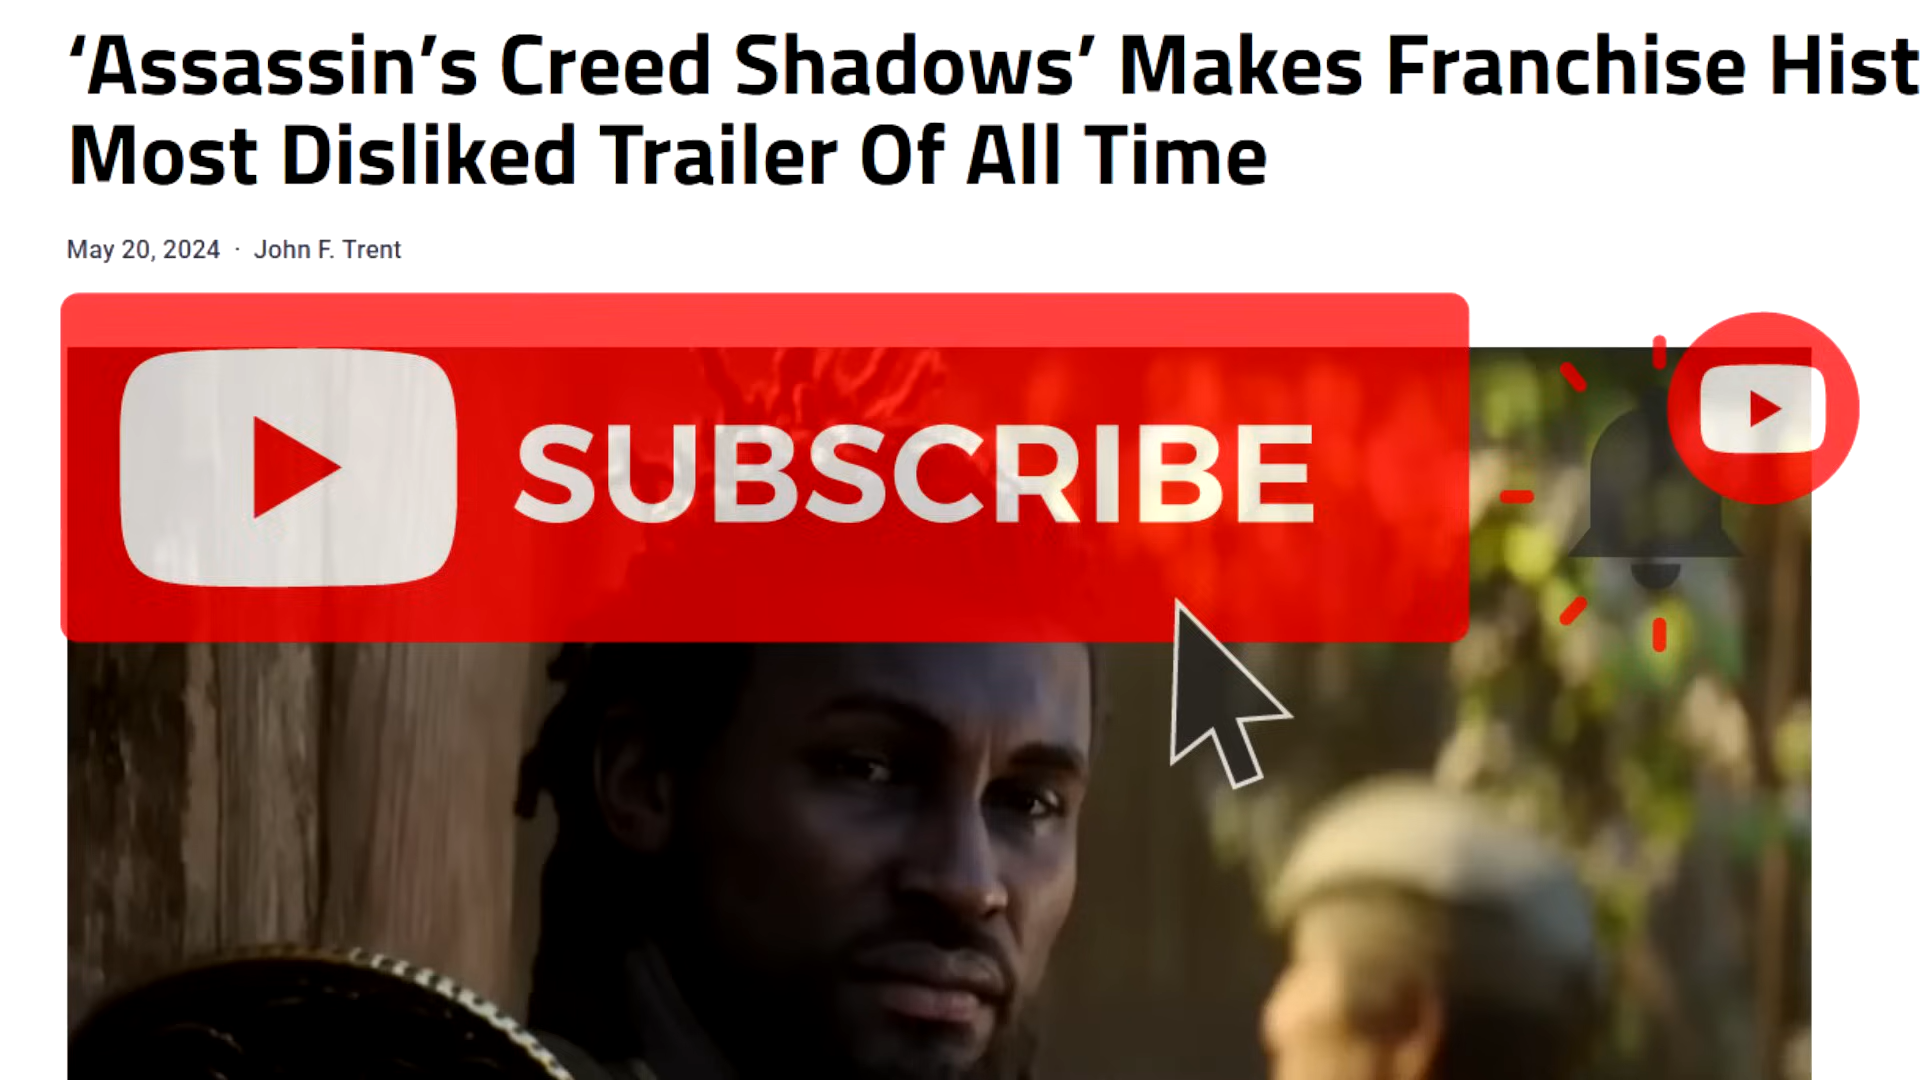 ‘Assassin’s Creed Shadows’ Makes Franchise Hist
Most Disliked Trailer Of All Time
May 20, 2024 · John F. Trent
SUBSCRIBE